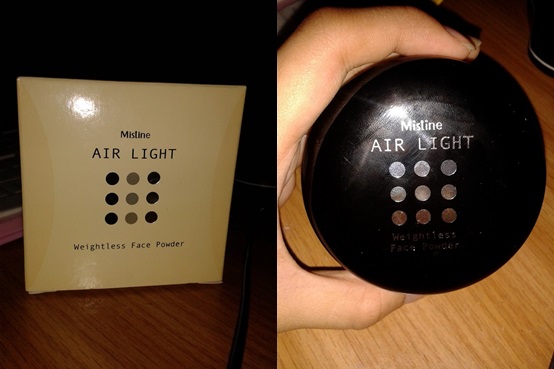 Mistine
AIR LIGHT
Weightless Face Powder
Mistine
AIR LIGHT
Weightless
Face Powder